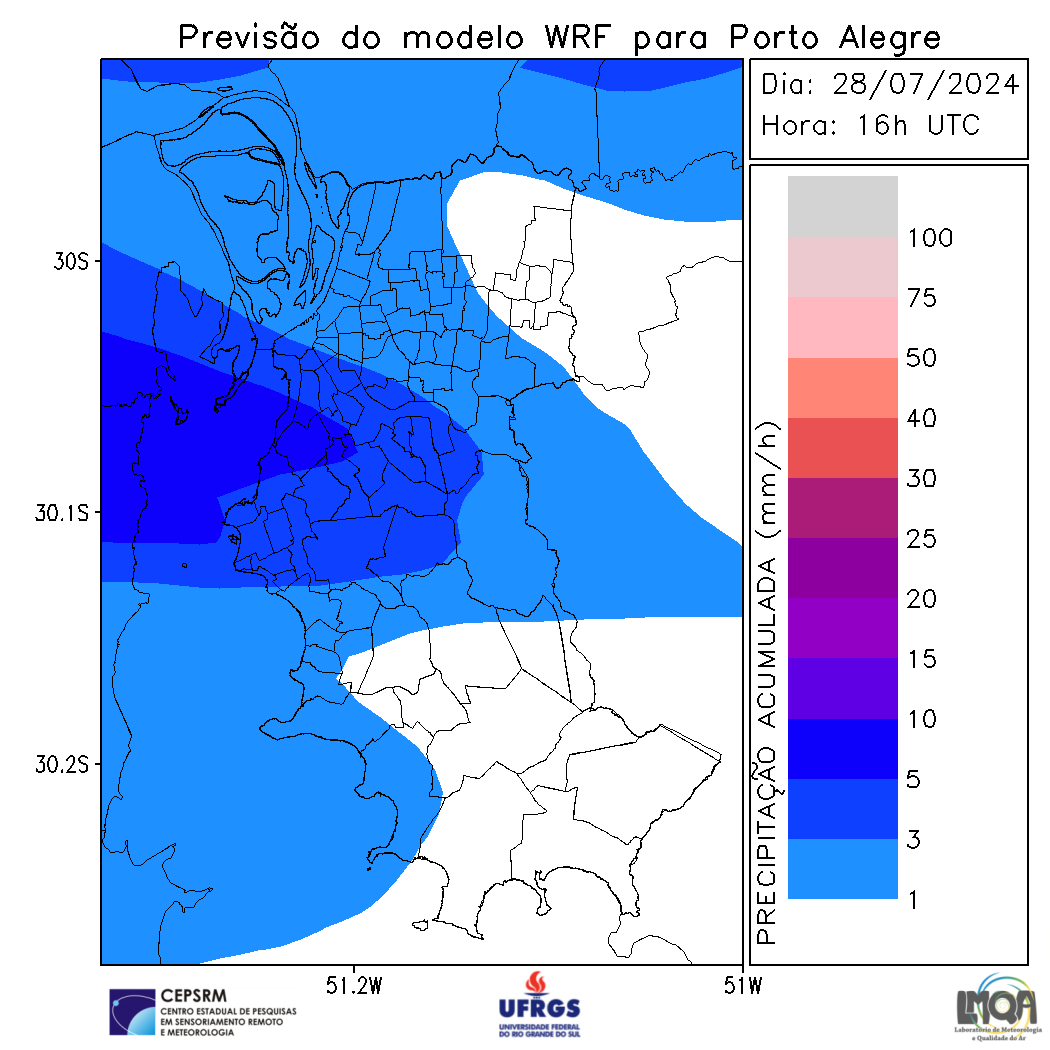 Previsão do modelo WRF para Porto Alegre
Dia: 28/07/2024
Hora: 16h UTC
30S
30.1S
30.2S
51.2W
51W
PRECIPITAÇÃO ACUMULADA (mm/h)
100
75
50
40
30
25
20
15
10
5
3
1
CEPSRM
CENTRO ESTADUAL DE PESQUISAS
EM SENSORIAMENTO REMOTO
E METEOROLOGIA
UFRGS
UNIVERSIDADE FEDERAL
DO RIO GRANDE DO SUL
LMQA
Laboratório de Meteorologia
e Qualidade do Ar